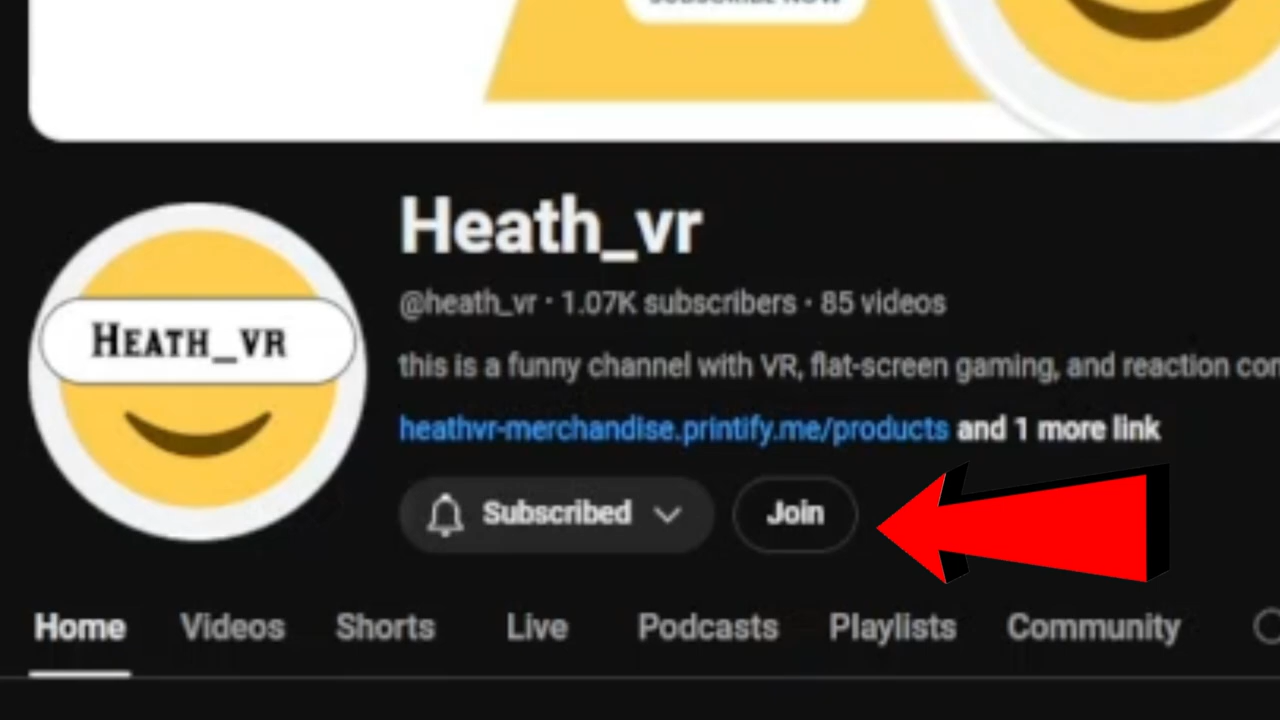 SUBSCRIBE NOW
Heath_vr
@heath_vr · 1.07K subscribers · 85 videos
HEATH_VR
this is a funny channel with VR, flat-screen gaming, and reaction con
heathvr-merchandise.printify.me/products and 1 more link
Subscribed Join
Home Videos Shorts Live Podcasts Playlists Community